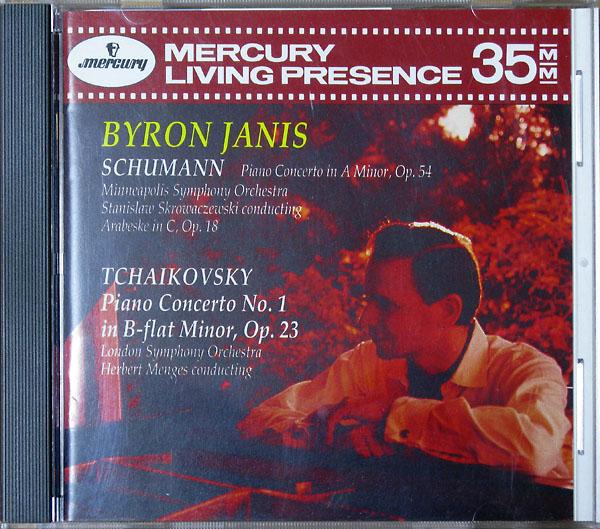 mercury
MERCURY
LIVING PRESENCE
35MM
BYRON JANIS
SCHUMANN Piano Concerto in A Minor, Op. 54
Minneapolis Symphony Orchestra
Stanislaw Skrowaczewski conducting
Arabeske in C, Op. 18
TCHAIKOVSKY
Piano Concerto No. 1
in B-flat Minor, Op. 23
London Symphony Orchestra
Herbert Menges conducting